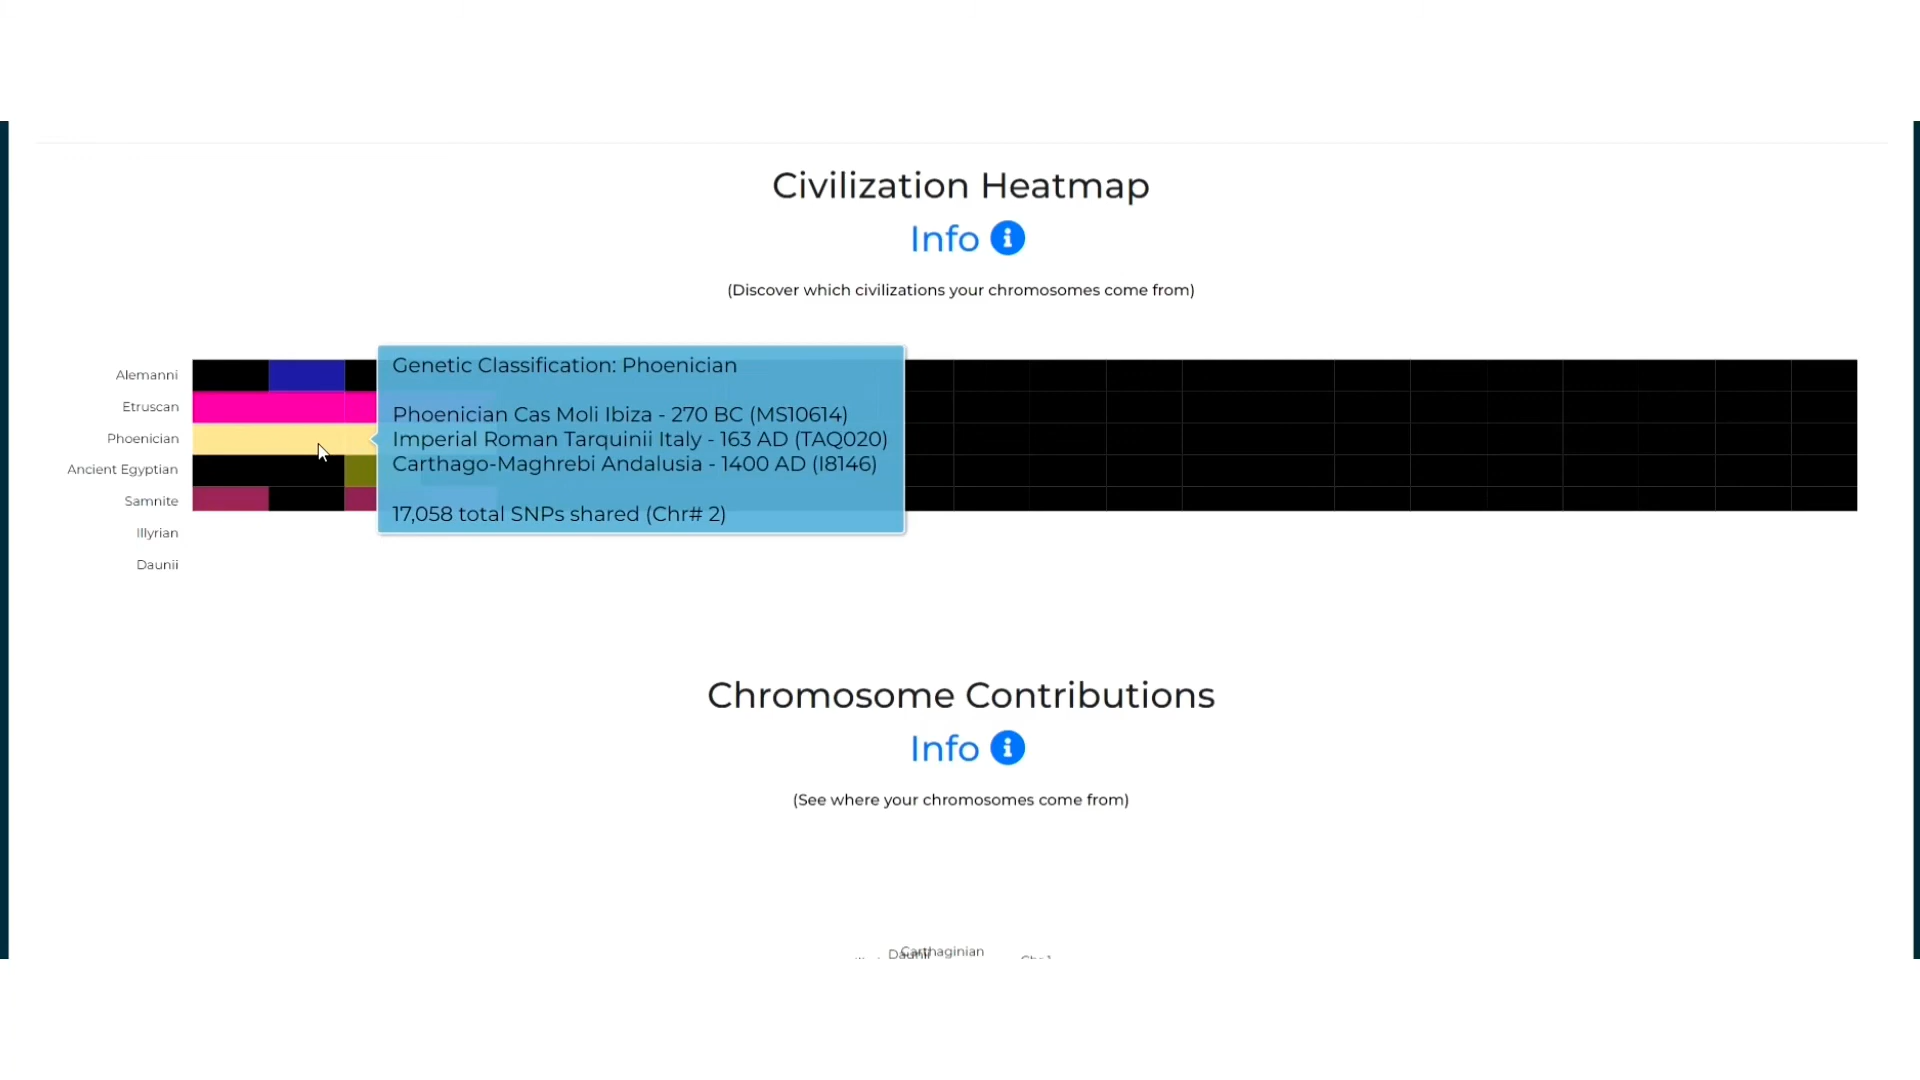 Civilization Heatmap
Info
(Discover which civilizations your chromosomes come from)
Alemanni
Etruscan
Phoenician
Ancient Egyptian
Samnite
Illyrian
Daunii
Genetic Classification: Phoenician
Phoenician Cas Moli Ibiza - 270 BC (MS10614)
Imperial Roman Tarquinii Italy - 163 AD (TAQ020)
Carthago-Maghrebi Andalusia - 1400 AD (I8146)
17,058 total SNPs shared (Chr# 2)
Chromosome Contributions
Info
(See where your chromosomes come from)
Carthaginian
Daunii